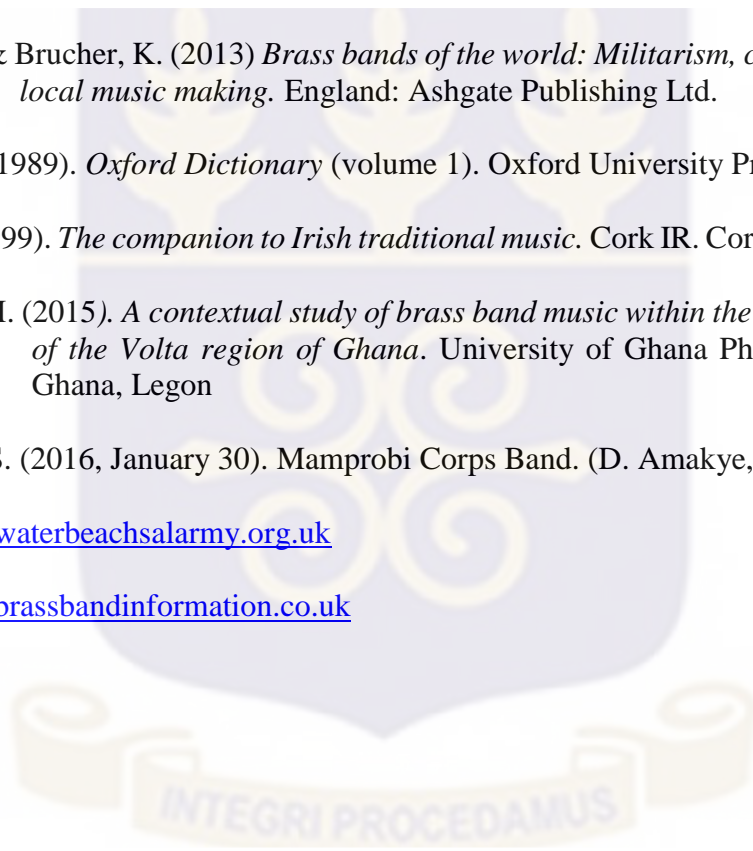 & Brucher, K. (2013) Brass bands of the world: Militarism, c
local music making. England: Ashgate Publishing Ltd.
1989). Oxford Dictionary (volume 1). Oxford University Pr
99). The companion to Irish traditional music. Cork IR. Cor
I. (2015). A contextual study of brass band music within the
of the Volta region of Ghana. University of Ghana Ph
Ghana, Legon
S. (2016, January 30). Mamprobi Corps Band. (D. Amakye,
waterbeachsalarmy.org.uk
brassbandinformation.co.uk
INTEGRI PROCEDAMUS